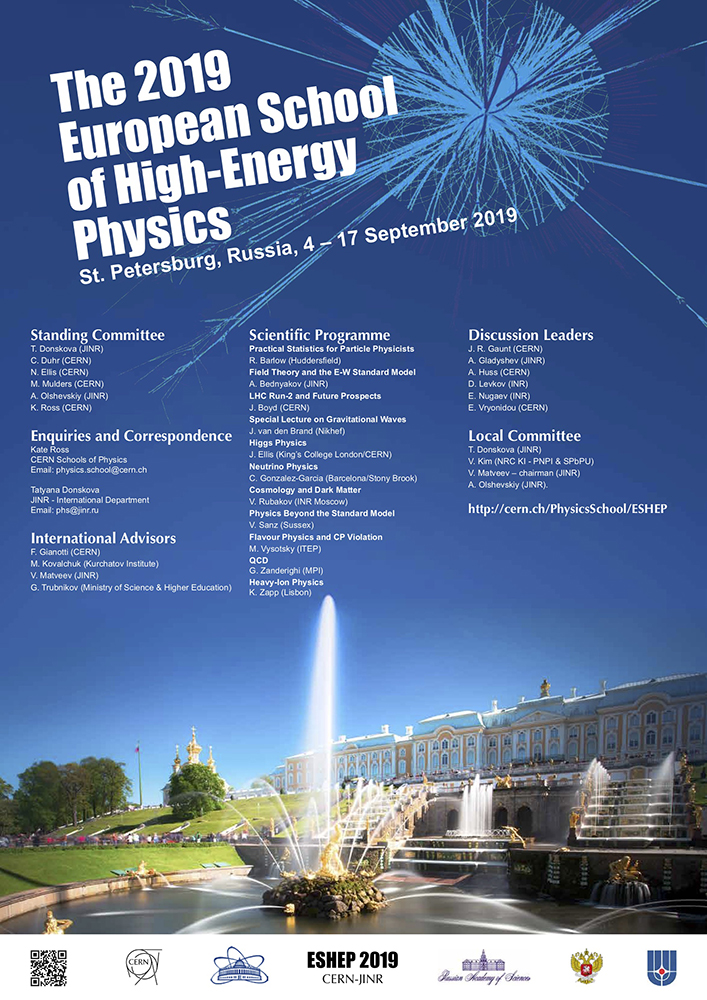 The 2019
European School
of High-Energy
Physics
St. Petersburg, Russia, 4 – 17 September 2019
Standing Committee
T. Donskova (JINR)
C. Duhr (CERN)
N. Ellis (CERN)
M. Mulders (CERN)
A. Olshevskiy (JINR)
K. Ross (CERN)
Enquiries and Correspondence
Kate Ross
CERN Schools of Physics
Email: physics.school@cern.ch
Tatyana Donskova
JINR - International Department
Email: phs@jinr.ru
International Advisors
F. Gianotti (CERN)
M. Kovalchuk (Kurchatov Institute)
V. Matveev (JINR)
G. Trubnikov (Ministry of Science & Higher Education)
Scientific Programme
Practical Statistics for Particle Physicists
R. Barlow (Huddersfield)
Field Theory and the E-W Standard Model
A. Bednyakov (JINR)
LHC Run-2 and Future Prospects
J. Boyd (CERN)
Special Lecture on Gravitational Waves
J. van den Brand (Nikhef)
Higgs Physics
J. Ellis (King's College London/CERN)
Neutrino Physics
C. Gonzalez-Garcia (Barcelona/Stony Brook)
Cosmology and Dark Matter
V. Rubakov (INR Moscow)
Physics Beyond the Standard Model
V. Sanz (Sussex)
Flavour Physics and CP Violation
M. Vysotsky (ITEP)
QCD
G. Zanderighi (MPI)
Heavy-Ion Physics
K. Zapp (Lisbon)
Discussion Leaders
J. R. Gaunt (CERN)
A. Gladyshev (JINR)
A. Huss (CERN)
D. Levkov (INR)
E. Nugaev (INR)
E. Vryonidou (CERN)
Local Committee
T. Donskova (JINR)
V. Kim (NRC KI - PNPI & SPbPU)
V. Matveev – chairman (JINR)
A. Olshevskiy (JINR).
http://cern.ch/PhysicsSchool/ESHEP
CERN
ESHEP 2019
CERN-JINR
Russian Academy of Sciences